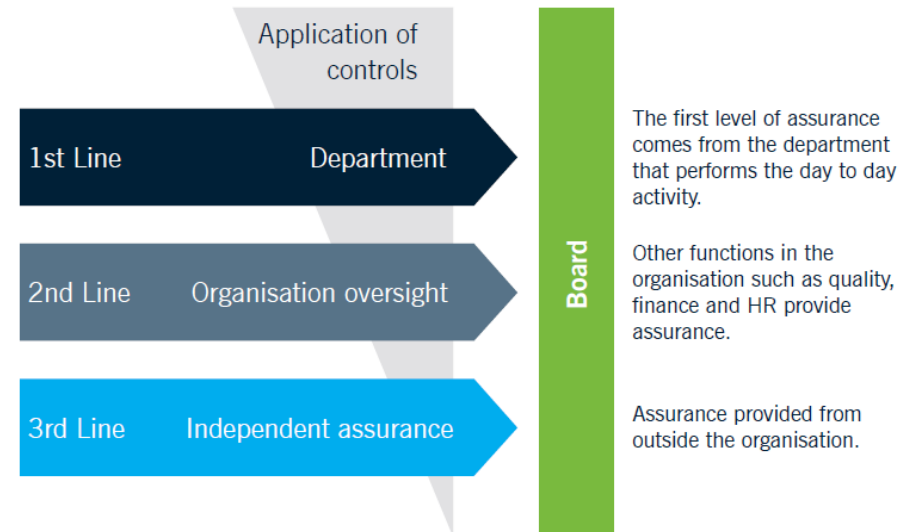 Application of
controls
1st Line
Department
The first level of assurance
comes from the department
that performs the day to day
activity.
2nd Line
Organisation oversight
Board
Other functions in the
organisation such as quality,
finance and HR provide
assurance.
3rd Line
Independent assurance
Assurance provided from
outside the organisation.